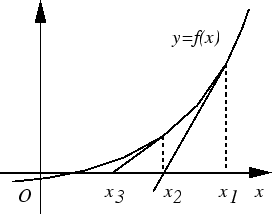 y=f(x)
O x3 x2 x1 x